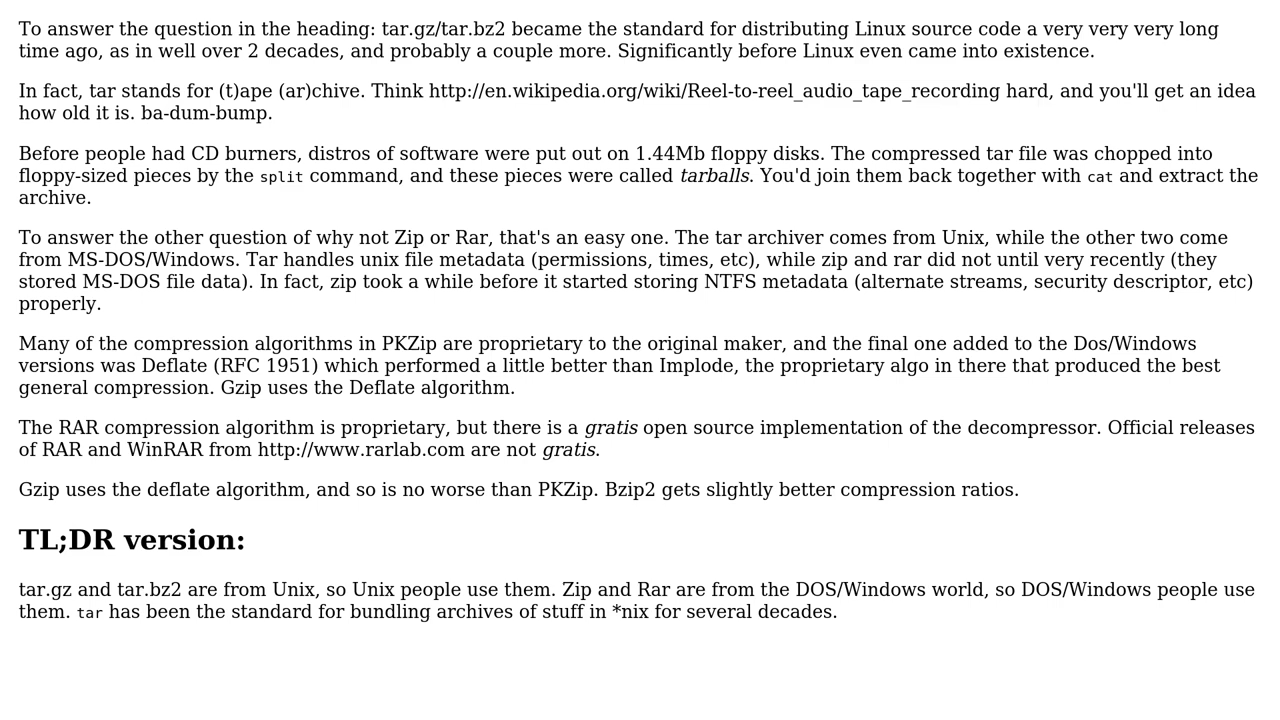 To answer the question in the heading: tar.gz/tar.bz2 became the standard for distributing Linux source code a very very very long
time ago, as in well over 2 decades, and probably a couple more. Significantly before Linux even came into existence.
In fact, tar stands for (t)ape (ar)chive. Think http://en.wikipedia.org/wiki/Reel-to-reel_audio_tape_recording hard, and you'll get an idea
how old it is. ba-dum-bump.
Before people had CD burners, distros of software were put out on 1.44Mb floppy disks. The compressed tar file was chopped into
floppy-sized pieces by the split command, and these pieces were called tarballs. You'd join them back together with cat and extract the
archive.
To answer the other question of why not Zip or Rar, that's an easy one. The tar archiver comes from Unix, while the other two come
from MS-DOS/Windows. Tar handles unix file metadata (permissions, times, etc), while zip and rar did not until very recently (they
stored MS-DOS file data). In fact, zip took a while before it started storing NTFS metadata (alternate streams, security descriptor, etc)
properly.
Many of the compression algorithms in PKZip are proprietary to the original maker, and the final one added to the Dos/Windows
versions was Deflate (RFC 1951) which performed a little better than Implode, the proprietary algo in there that produced the best
general compression. Gzip uses the Deflate algorithm.
The RAR compression algorithm is proprietary, but there is a gratis open source implementation of the decompressor. Official releases
of RAR and WinRAR from http://www.rarlab.com are not gratis.
Gzip uses the deflate algorithm, and so is no worse than PKZip. Bzip2 gets slightly better compression ratios.
TL;DR version:
tar.gz and tar.bz2 are from Unix, so Unix people use them. Zip and Rar are from the DOS/Windows world, so DOS/Windows people use
them. tar has been the standard for bundling archives of stuff in *nix for several decades.